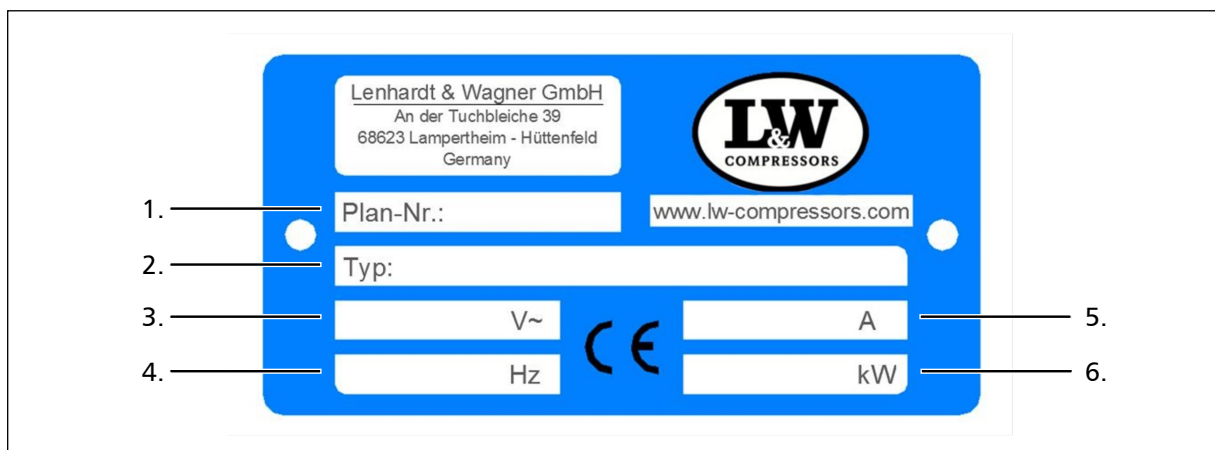 Lenhardt & Wagner GmbH
An der Tuchbleiche 39
68623 Lampertheim - Hüttenfeld
Germany
L&W
COMPRESSORS
1.
Plan-Nr.:
www.lw-compressors.com
2.
Typ:
3.
V~
CE
A
5.
4.
Hz
kW
6.